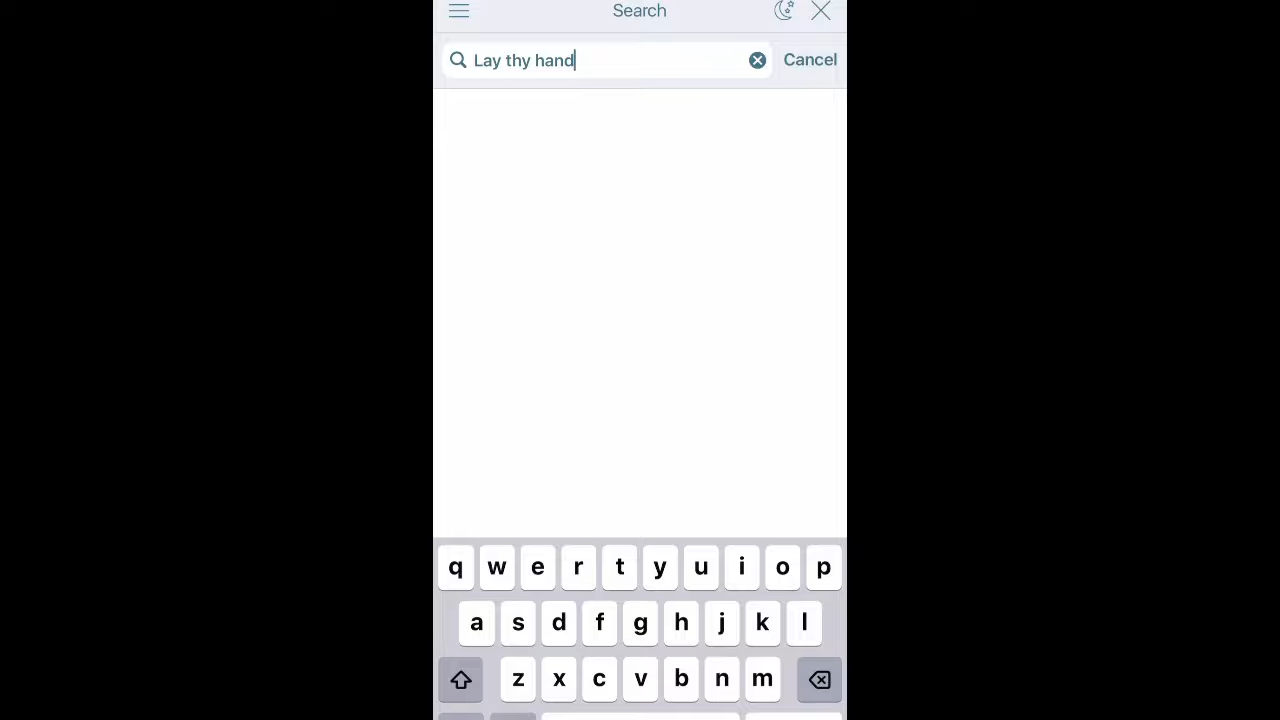 Search
Lay thy hand
Cancel
q w e r t y u i o p
a s d f g h j k l
z x c v b n m